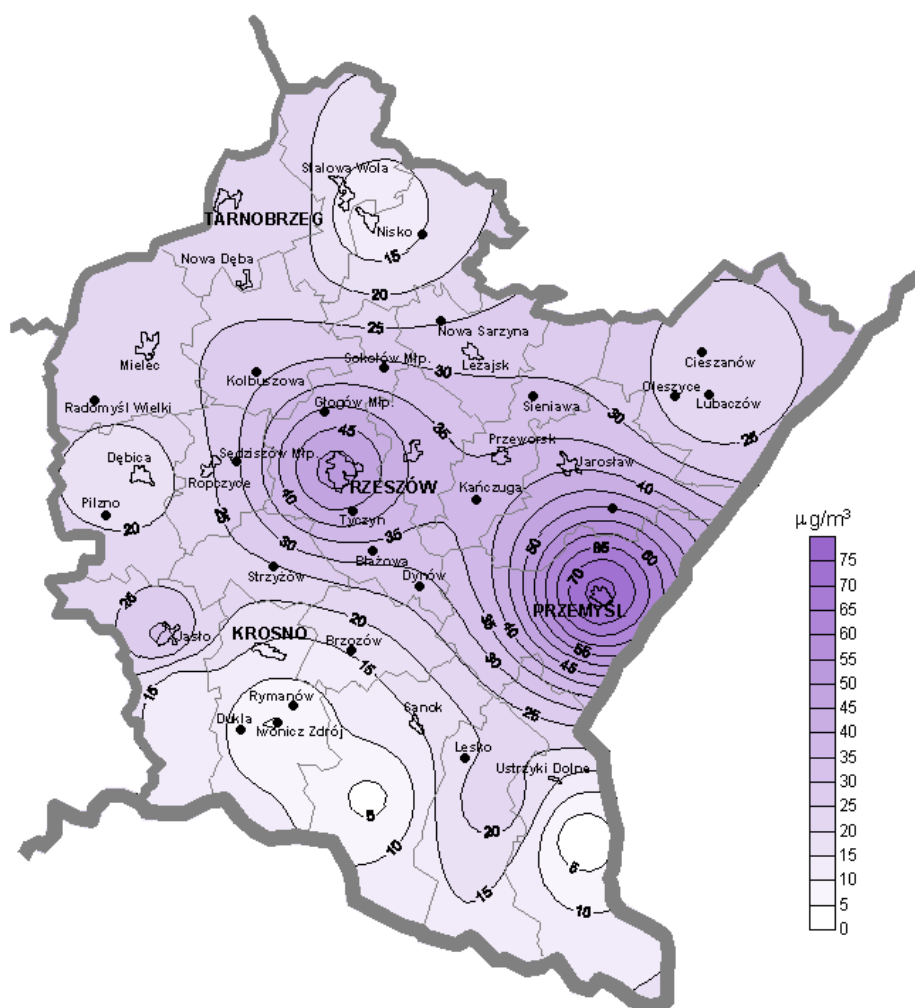 Stalowa Wola
TARNOBRZEG
Nisko
15
Nowa Dęba
20
25
Nowa Sarzyna
Mielec
Sokołów Młp.
Leżajsk
30
Cieszanów
Kolbuszowa
Oleszyce
Lubaczów
Radomyśl Wielki
Głogów Młp.
Sieniawa
30
45
35
Przeworsk
25
Dębica
Sędziszów Młp.
Ropczyce
Jarosław
RZESZÓW
Kańczuga
40
40
Pilzno
20
25
Tyczyn
35
30
Błażowa
50
65
60
Strzyżów
Dynów
70
PRZEMYŚL
25
Jasło
KROSNO
20
Brzozów
15
35
40
30
55
45
15
Rymanów
Dukla
Iwonicz Zdrój
Sanok
25
Lesko
Ustrzyki Dolne
5
20
10
5
15
10
µg/m³
75
70
65
60
55
50
45
40
35
30
25
20
15
10
5
0